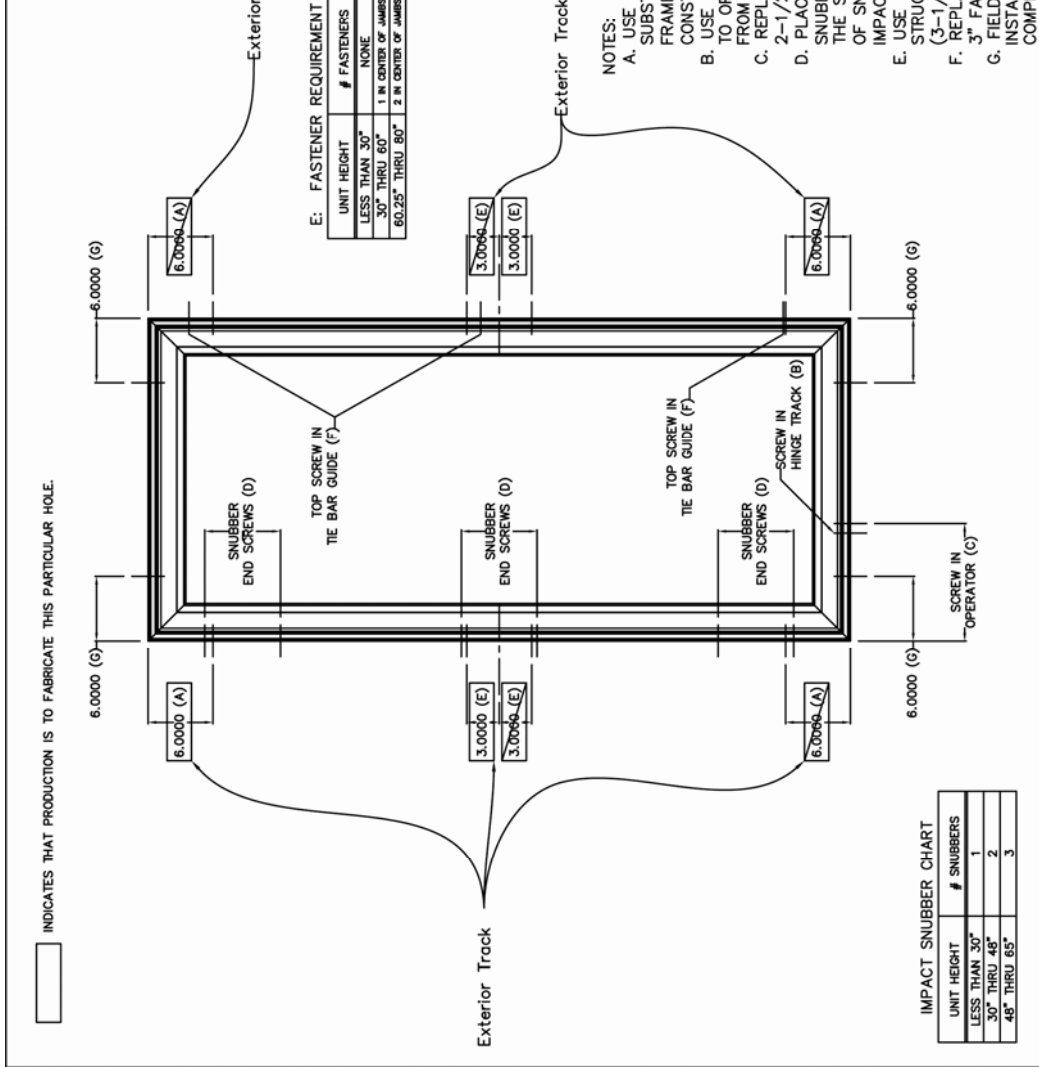 INDICATES THAT PRODUCTION IS TO FABRICATE THIS PARTICULAR HOLE.
Exterior
E: FASTENER REQUIREMENT
UNIT HEIGHT # FASTENERS
LESS THAN 30" NONE
30" THRU 60" 1 IN CENTER OF JAMBS
60.25" THRU 80" 2 IN CENTER OF JAMBS
6.0000 (G)
6.0000 (G)
6.0000 (A)
6.0000 (A)
SNUBBER
END SCREWS (D)
TOP SCREW IN
TIE BAR GUIDE (F)
Exterior Track
Exterior Track
3.0000 (E)
3.0000 (E)
SNUBBER
END SCREWS (D)
3.0000 (E)
3.0000 (E)
TOP SCREW IN
TIE BAR GUIDE (F)
SNUBBER
END SCREWS (D)
SCREW IN
HINGE TRACK (B)
6.0000 (A)
6.0000 (A)
6.0000 (G)
SCREW IN
OPERATOR (C)
6.0000 (G)
IMPACT SNUBBER CHART
UNIT HEIGHT # SNUBBERS
LESS THAN 30" 1
30" THRU 48" 2
48" THRU 65" 3
NOTES:
A. USE
SUBST
FRAMI
CONST
B. USE
TO OF
FROM
C. REPL
2-1/
D. PLAC
SNUBB
THE S
OF SN
IMPAC
E. USE
STRUC
(3-1/
F. REPL
3" FA
G. FIELD
INSTA
COMP